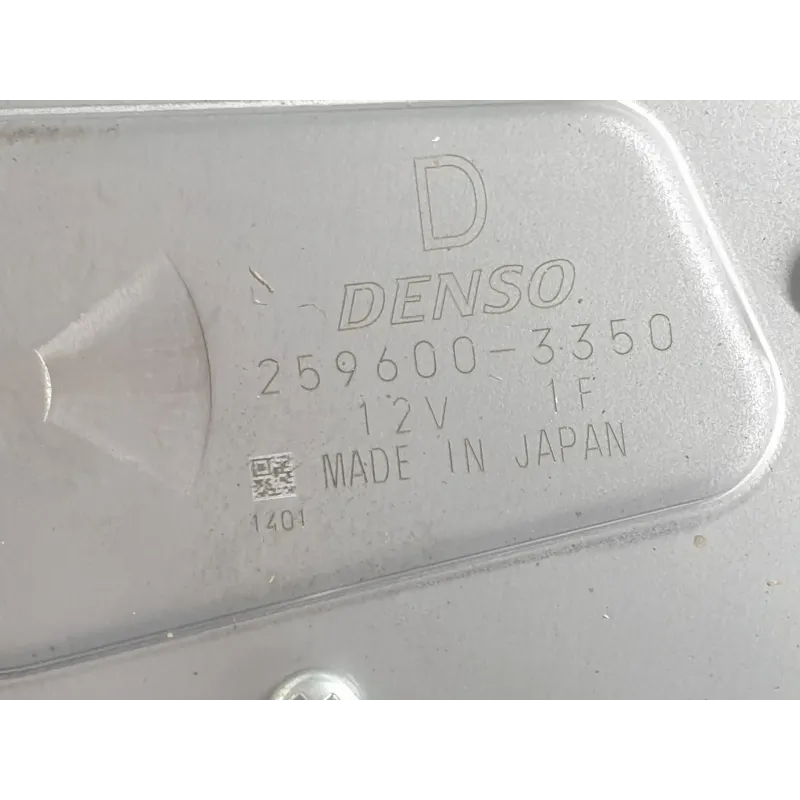 D
DENSO
259600-3350
12V 1F
MADE IN JAPAN
1401